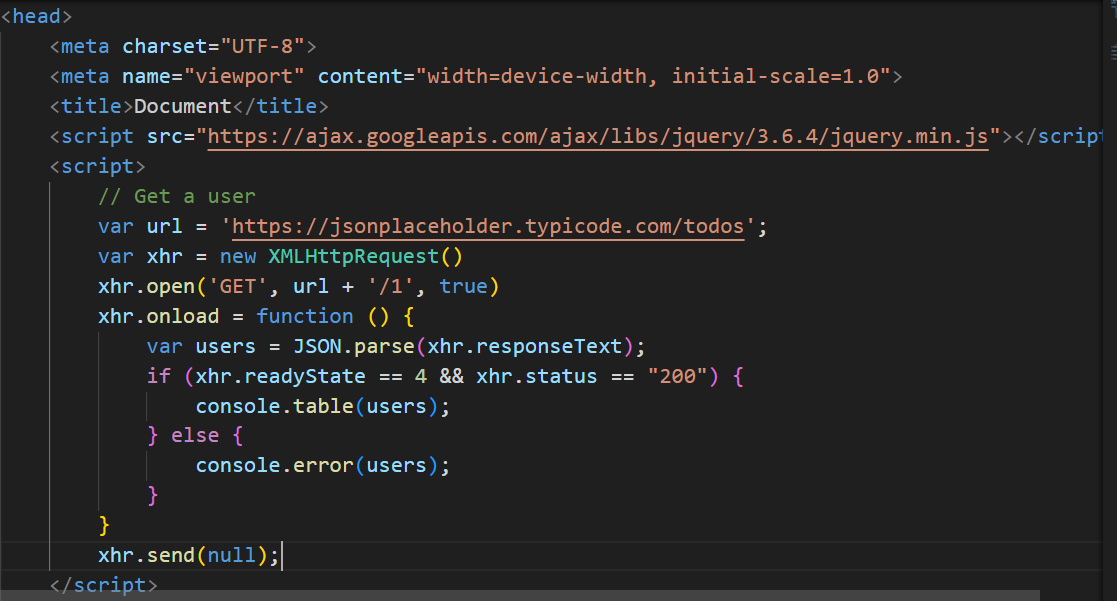 <head>
<meta charset="UTF-8">
<meta name="viewport" content="width=device-width, initial-scale=1.0">
<title>Document</title>
<script src="https://ajax.googleapis.com/ajax/libs/jquery/3.6.4/jquery.min.js"></script
<script>
// Get a user
var url = 'https://jsonplaceholder.typicode.com/todos';
var xhr = new XMLHttpRequest()
xhr.open('GET', url + '/1', true)
xhr.onload = function () {
var users = JSON.parse(xhr.responseText);
if (xhr.readyState == 4 && xhr.status == "200") {
console.table(users);
} else {
console.error(users);
}
}
xhr.send(null);
</script>